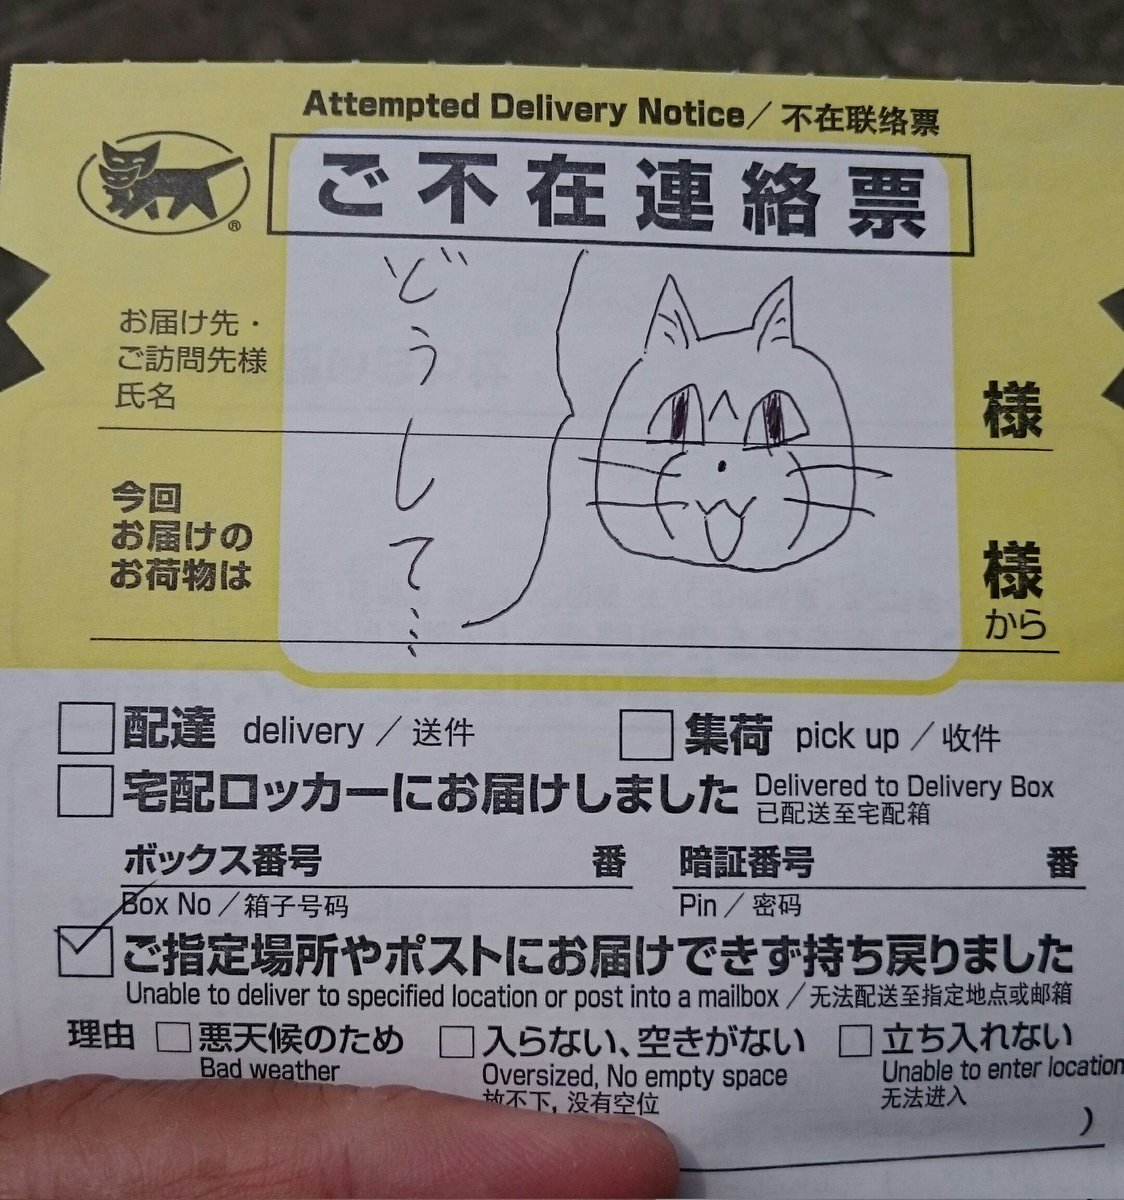 Attempted Delivery Notice／不在联络票
®
ご不在連絡票
お届け先・
ご訪問先様
氏名
様
どうして…
今回
お届けの
お荷物は
様
から
配達 delivery／送件
集荷 pick up／收件
宅配ロッカーにお届けしました Delivered to Delivery Box
已配送至宅配箱
ボックス番号 番 暗証番号 番
Box No／箱子号码 Pin／密码
ご指定場所やポストにお届けできず持ち戻りました
Unable to deliver to specified location or post into a mailbox／无法配送至指定地点或邮箱
理由 悪天候のため 入らない、空きがない 立ち入れない
Bad weather Oversized, No empty space Unable to enter location
放不下，没有空位 无法进入
)